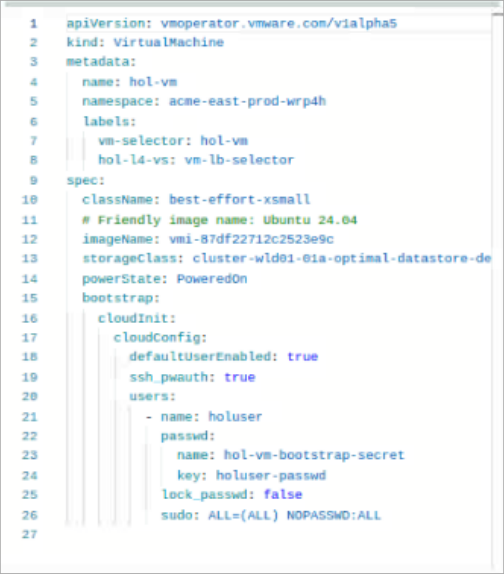 1 apiVersion: vmoperator.vmware.com/v1alpha5
2 kind: VirtualMachine
3 metadata:
4   name: hol-vm
5   namespace: acme-east-prod-wrp4h
6   labels:
7     vm-selector: hol-vm
8     hol-l4-vs: vm-lb-selector
9 spec:
10   className: best-effort-xsmall
11   # Friendly image name: Ubuntu 24.04
12   imageName: vmi-87df22712c2523e9c
13   storageClass: cluster-wld01-01a-optimal-datastore-de
14   powerState: PoweredOn
15   bootstrap:
16     cloudInit:
17       cloudConfig:
18         defaultUserEnabled: true
19         ssh_pwauth: true
20         users:
21           - name: holuser
22             passwd:
23               name: hol-vm-bootstrap-secret
24               key: holuser-passwd
25             lock_passwd: false
26             sudo: ALL=(ALL) NOPASSWD:ALL
27